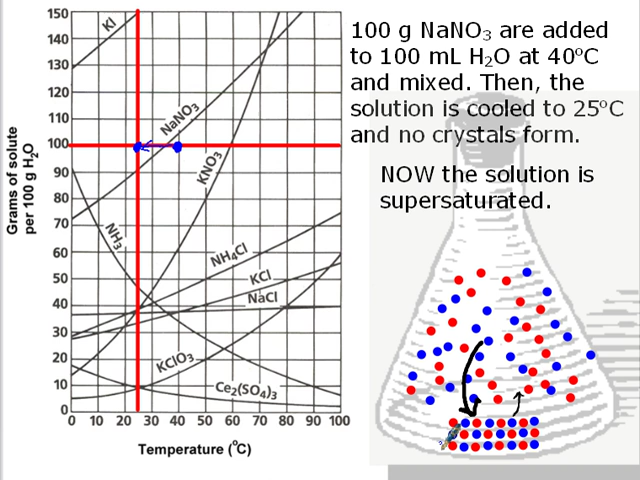 100 g NaNO₃ are added
to 100 mL H₂O at 40°C
and mixed. Then, the
solution is cooled to 25°C
and no crystals form.
NOW the solution is
supersaturated.
Grams of solute
per 100 g H₂O
150
140
130
120
110
100
90
80
70
60
50
40
30
20
10
0
KI
NaNO₃
KNO₃
NH₃
NH₄Cl
KCl
NaCl
KClO₃
Ce₂(SO₄)₃
0 10 20 30 40 50 60 70 80 90 100
Temperature (°C)